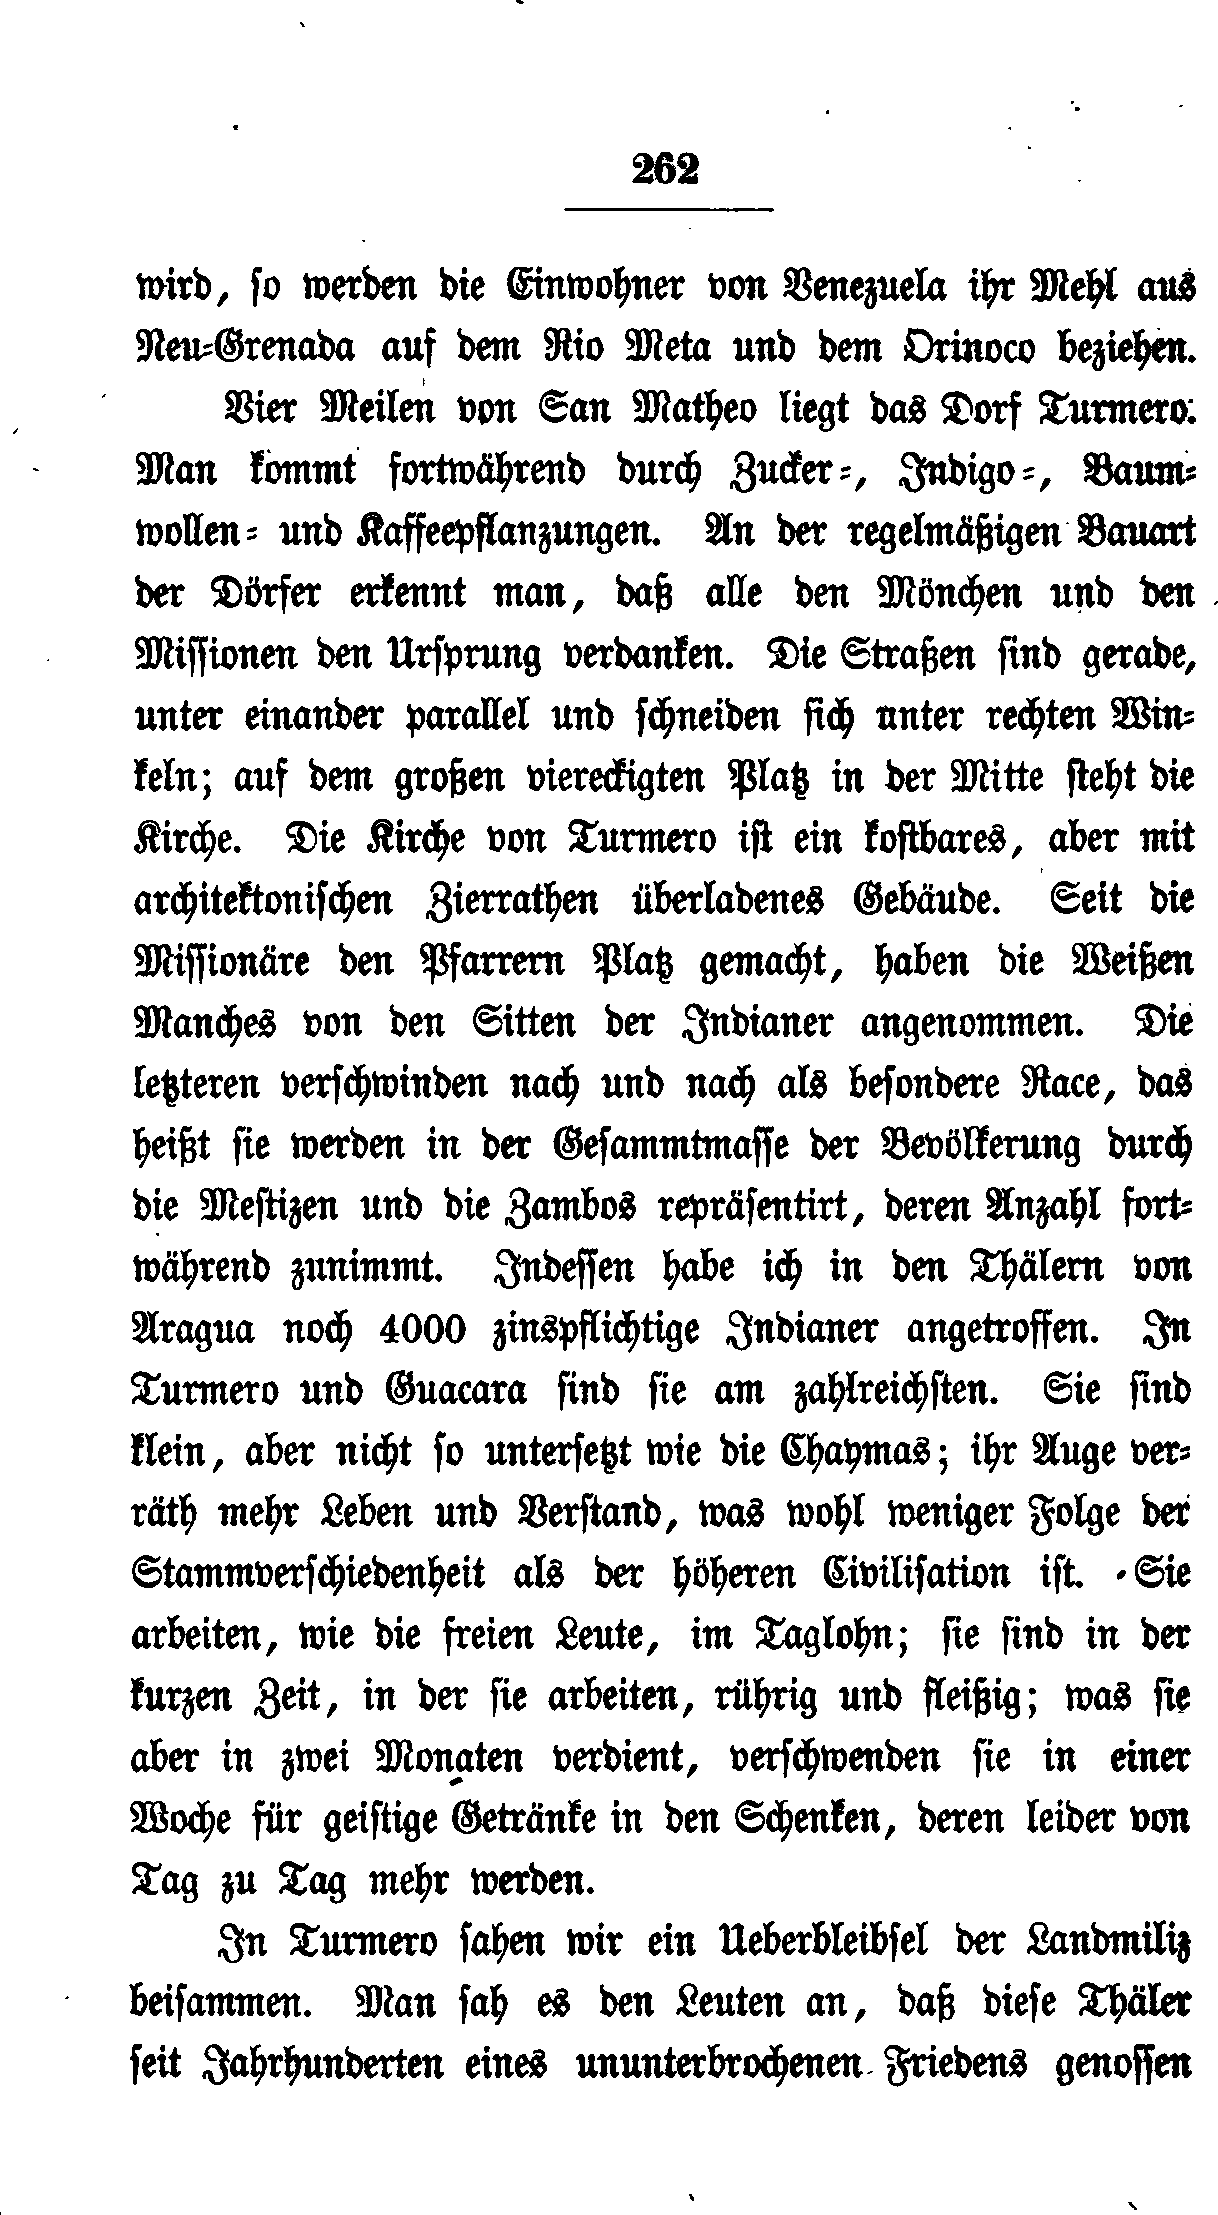 262
wird, so werden die Einwohner von Venezuela ihr Mehl aus
Neu-Grenada auf dem Rio Meta und dem Orinoco beziehen.
Vier Meilen von San Matheo liegt das Dorf Turmero.
Man kommt fortwährend durch Zucker-, Indigo-, Baum-
wollen- und Kaffeepflanzungen. An der regelmäßigen Bauart
der Dörfer erkennt man, daß alle den Mönchen und den
Missionen den Ursprung verdanken. Die Straßen sind gerade,
unter einander parallel und schneiden sich unter rechten Win-
keln; auf dem großen viereckigten Platz in der Mitte steht die
Kirche. Die Kirche von Turmero ist ein kostbares, aber mit
architektonischen Zierrathen überladenes Gebäude. Seit die
Missionäre den Pfarrern Platz gemacht, haben die Weißen
Manches von den Sitten der Indianer angenommen. Die
letzteren verschwinden nach und nach als besondere Race, das
heißt sie werden in der Gesammtmasse der Bevölkerung durch
die Mestizen und die Zambos repräsentirt, deren Anzahl fort-
während zunimmt. Indessen habe ich in den Thälern von
Aragua noch 4000 zinspflichtige Indianer angetroffen. In
Turmero und Guacara sind sie am zahlreichsten. Sie sind
klein, aber nicht so untersetzt wie die Chaymas; ihr Auge ver-
räth mehr Leben und Verstand, was wohl weniger Folge der
Stammverschiedenheit als der höheren Civilisation ist. Sie
arbeiten, wie die freien Leute, im Taglohn; sie sind in der
kurzen Zeit, in der sie arbeiten, rührig und fleißig; was sie
aber in zwei Monaten verdient, verschwenden sie in einer
Woche für geistige Getränke in den Schenken, deren leider von
Tag zu Tag mehr werden.
In Turmero sahen wir ein Ueberbleibsel der Landmiliz
beisammen. Man sah es den Leuten an, daß diese Thäler
seit Jahrhunderten eines ununterbrochenen Friedens genossen